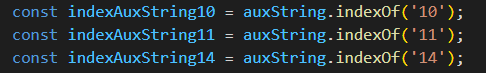 const indexAuxString10 = auxString.indexOf('10');
const indexAuxString11 = auxString.indexOf('11');
const indexAuxString14 = auxString.indexOf('14');